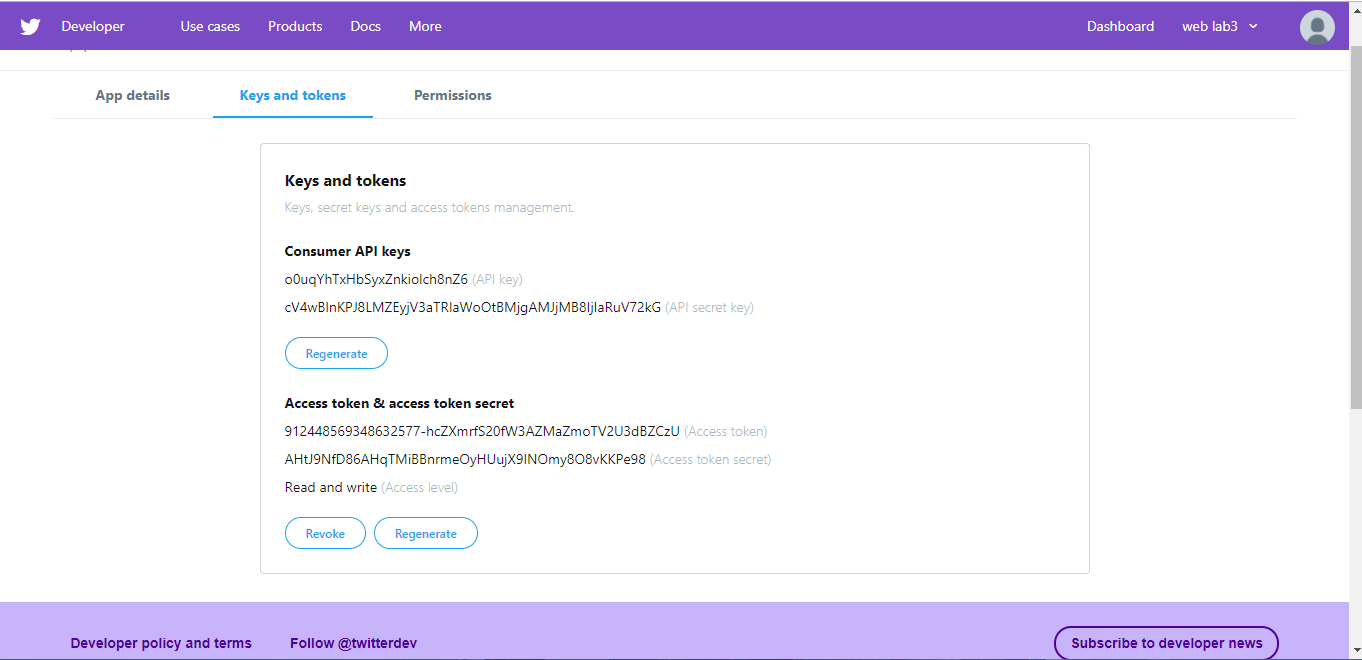 Developer Use cases Products Docs More Dashboard web lab3
App details Keys and tokens Permissions
Keys and tokens
Keys, secret keys and access tokens management.
Consumer API keys
(API key)
(API secret key)
Regenerate
Access token & access token secret
912448569348632577-hcZXmrfS20fW3AZMaZmoTV2U3dBZCzU (Access token)
(Access token secret)
Read and write (Access level)
Revoke Regenerate
Developer policy and terms Follow @twitterdev Subscribe to developer news